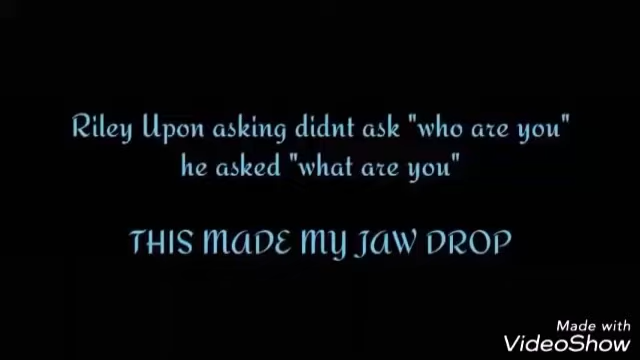 Riley Upon asking didnt ask "who are you"
he asked "what are you"
THIS MADE MY JAW DROP
Made with
VideoShow